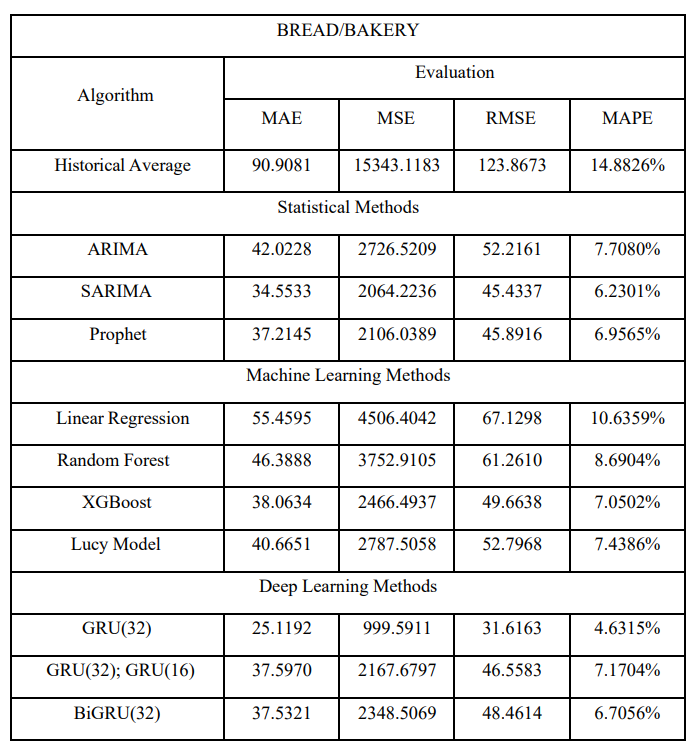 BREAD/BAKERY
Algorithm
Evaluation
MAE MSE RMSE MAPE
Historical Average 90.9081 15343.1183 123.8673 14.8826%
Statistical Methods
ARIMA 42.0228 2726.5209 52.2161 7.7080%
SARIMA 34.5533 2064.2236 45.4337 6.2301%
Prophet 37.2145 2106.0389 45.8916 6.9565%
Machine Learning Methods
Linear Regression 55.4595 4506.4042 67.1298 10.6359%
Random Forest 46.3888 3752.9105 61.2610 8.6904%
XGBoost 38.0634 2466.4937 49.6638 7.0502%
Lucy Model 40.6651 2787.5058 52.7968 7.4386%
Deep Learning Methods
GRU(32) 25.1192 999.5911 31.6163 4.6315%
GRU(32); GRU(16) 37.5970 2167.6797 46.5583 7.1704%
BiGRU(32) 37.5321 2348.5069 48.4614 6.7056%